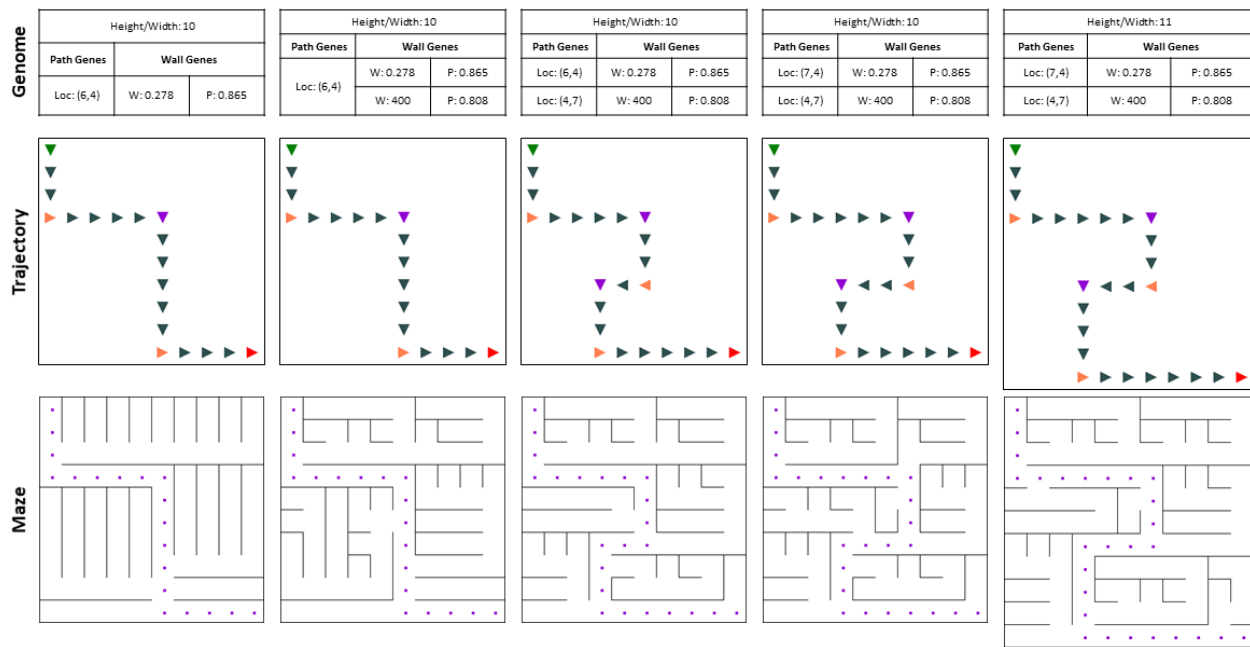 Genome
Height/Width: 10
Path Genes Wall Genes
Loc: (6,4) W: 0.278 P: 0.865
Height/Width: 10
Path Genes Wall Genes
Loc: (6,4) W: 0.278 P: 0.865
W: 400 P: 0.808
Height/Width: 10
Path Genes Wall Genes
Loc: (6,4) W: 0.278 P: 0.865
Loc: (4,7) W: 400 P: 0.808
Height/Width: 10
Path Genes Wall Genes
Loc: (7,4) W: 0.278 P: 0.865
Loc: (4,7) W: 400 P: 0.808
Height/Width: 11
Path Genes Wall Genes
Loc: (7,4) W: 0.278 P: 0.865
Loc: (4,7) W: 400 P: 0.808
Trajectory
Maze